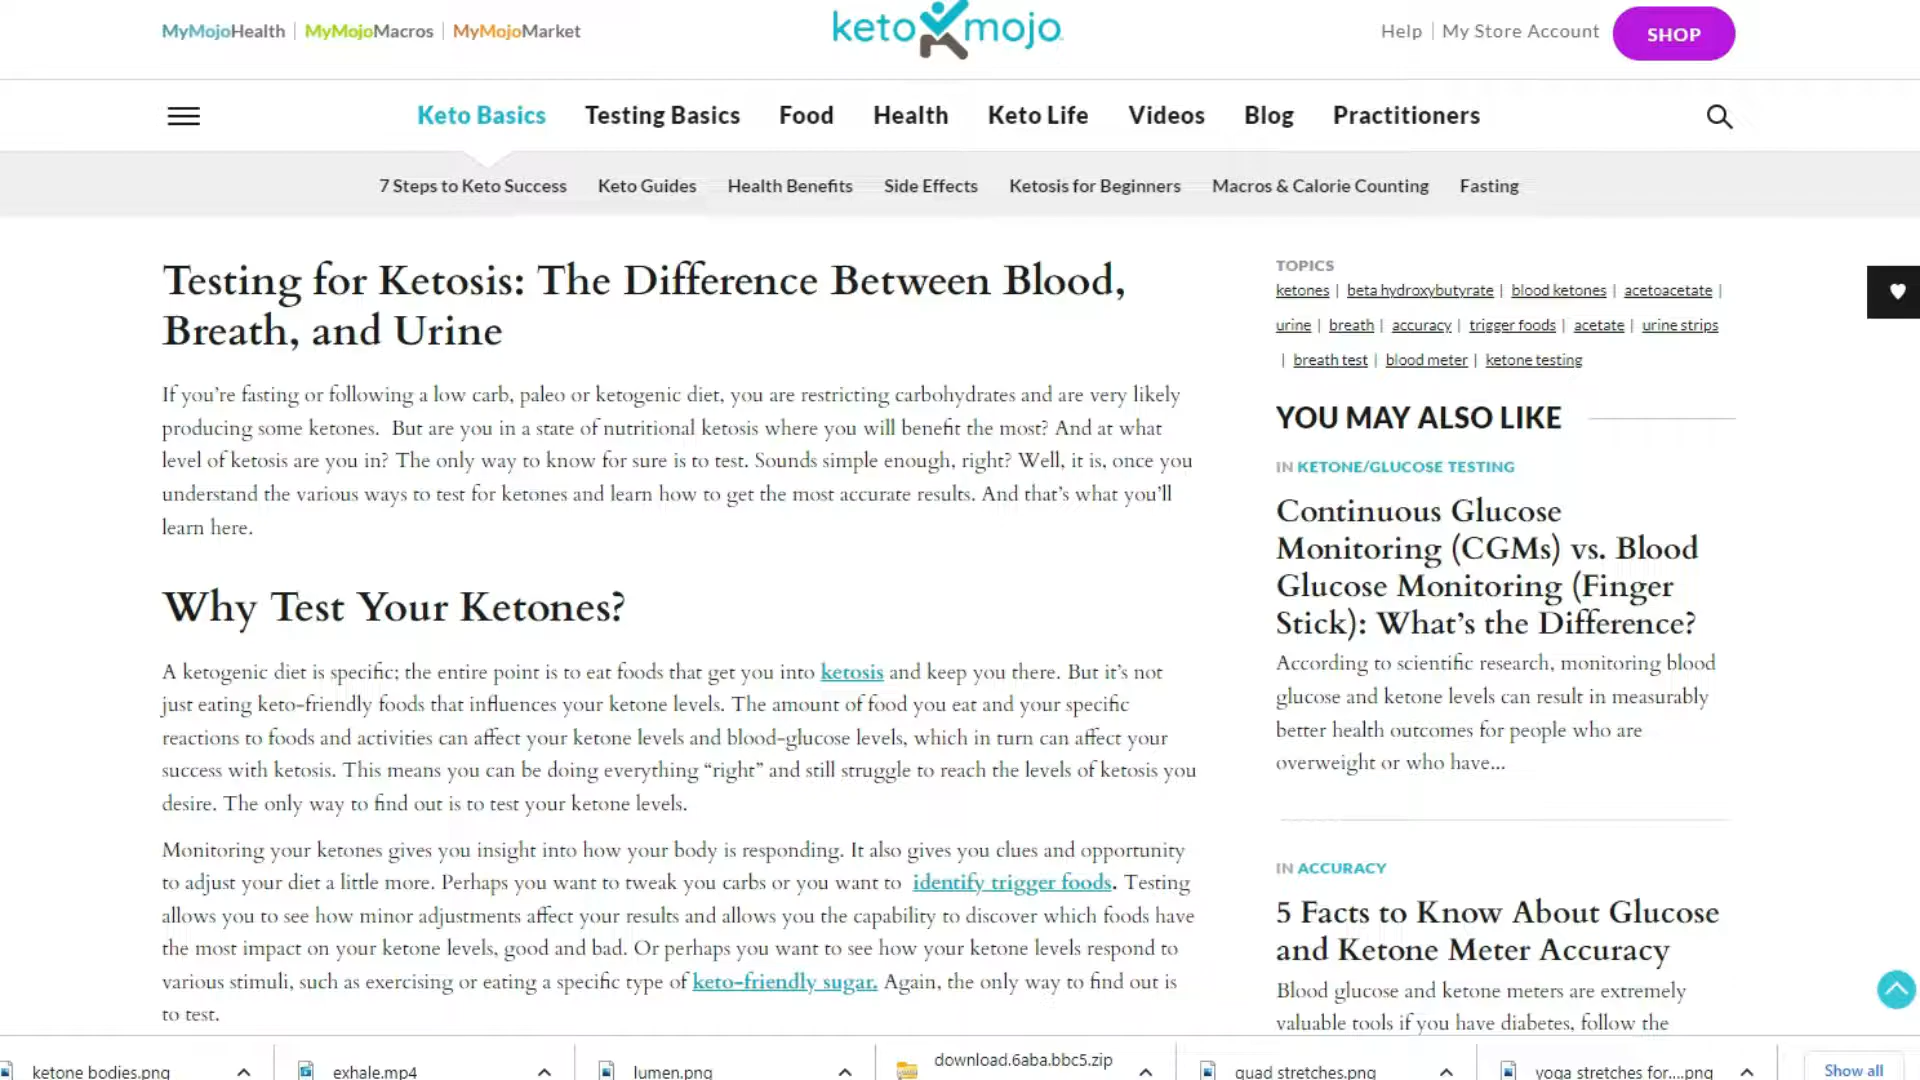 MyMojoHealth | MyMojoMacros | MyMojoMarket
keto mojo
Help | My Store Account
SHOP
Keto Basics Testing Basics Food Health Keto Life Videos Blog Practitioners
7 Steps to Keto Success Keto Guides Health Benefits Side Effects Ketosis for Beginners Macros & Calorie Counting Fasting
Testing for Ketosis: The Difference Between Blood,
Breath, and Urine
If you’re fasting or following a low carb, paleo or ketogenic diet, you are restricting carbohydrates and are very likely
producing some ketones. But are you in a state of nutritional ketosis where you will benefit the most? And at what
level of ketosis are you in? The only way to know for sure is to test. Sounds simple enough, right? Well, it is, once you
understand the various ways to test for ketones and learn how to get the most accurate results. And that’s what you’ll
learn here.
Why Test Your Ketones?
A ketogenic diet is specific; the entire point is to eat foods that get you into ketosis and keep you there. But it’s not
just eating keto-friendly foods that influences your ketone levels. The amount of food you eat and your specific
reactions to foods and activities can affect your ketone levels and blood-glucose levels, which in turn can affect your
success with ketosis. This means you can be doing everything “right” and still struggle to reach the levels of ketosis you
desire. The only way to find out is to test your ketone levels.
Monitoring your ketones gives you insight into how your body is responding. It also gives you clues and opportunity
to adjust your diet a little more. Perhaps you want to tweak you carbs or you want to identify trigger foods. Testing
allows you to see how minor adjustments affect your results and allows you the capability to discover which foods have
the most impact on your ketone levels, good and bad. Or perhaps you want to see how your ketone levels respond to
various stimuli, such as exercising or eating a specific type of keto-friendly sugar. Again, the only way to find out is
to test.
TOPICS
ketones | beta hydroxybutyrate | blood ketones | acetoacetate |
urine | breath | accuracy | trigger foods | acetate | urine strips
| breath test | blood meter | ketone testing
YOU MAY ALSO LIKE
IN KETONE/GLUCOSE TESTING
Continuous Glucose
Monitoring (CGMs) vs. Blood
Glucose Monitoring (Finger
Stick): What’s the Difference?
According to scientific research, monitoring blood
glucose and ketone levels can result in measurably
better health outcomes for people who are
overweight or who have...
IN ACCURACY
5 Facts to Know About Glucose
and Ketone Meter Accuracy
Blood glucose and ketone meters are extremely
valuable tools if you have diabetes, follow the
ketone bodies.png exhale.mp4 lumen.png download.6aba.bbc5.zip quad stretches.png yoga stretches for....png Show all